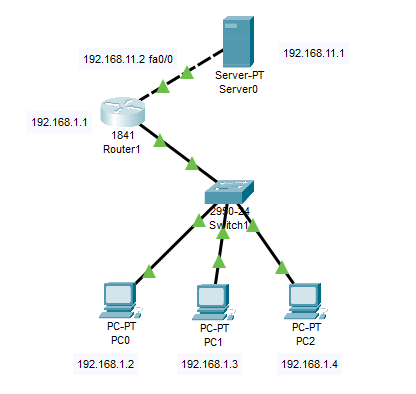 192.168.11.2 fa0/0
192.168.11.1
Server-PT
Server0
192.168.1.1
1841
Router1
2950-24
Switch1
PC-PT
PC0
PC-PT
PC1
PC-PT
PC2
192.168.1.2
192.168.1.3
192.168.1.4